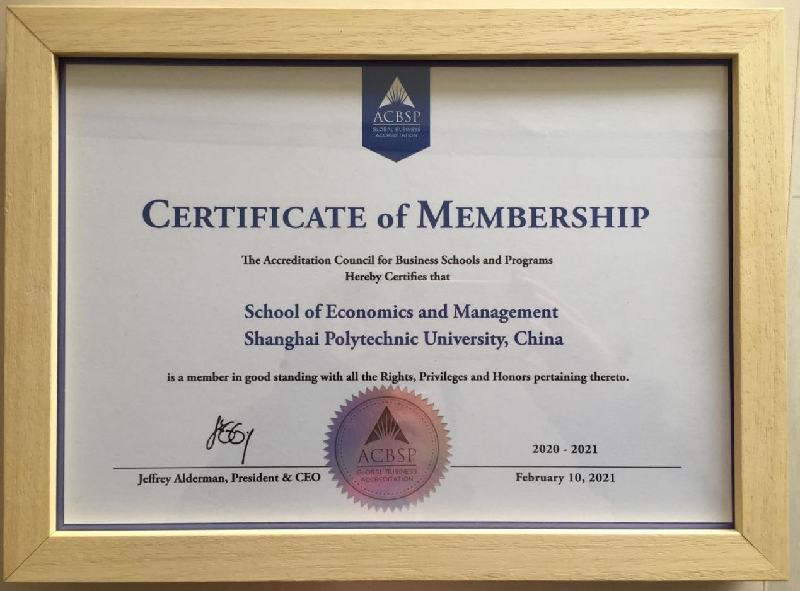 ACBSP
GLOBAL BUSINESS
ACCREDITATION
CERTIFICATE of MEMBERSHIP
The Accreditation Council for Business Schools and Programs
Hereby Certifies that
School of Economics and Management
Shanghai Polytechnic University, China
is a member in good standing with all the Rights, Privileges and Honors pertaining thereto.
ACBSP
GLOBAL BUSINESS
ACCREDITATION
2020 - 2021
Jeffrey Alderman, President & CEO
February 10, 2021